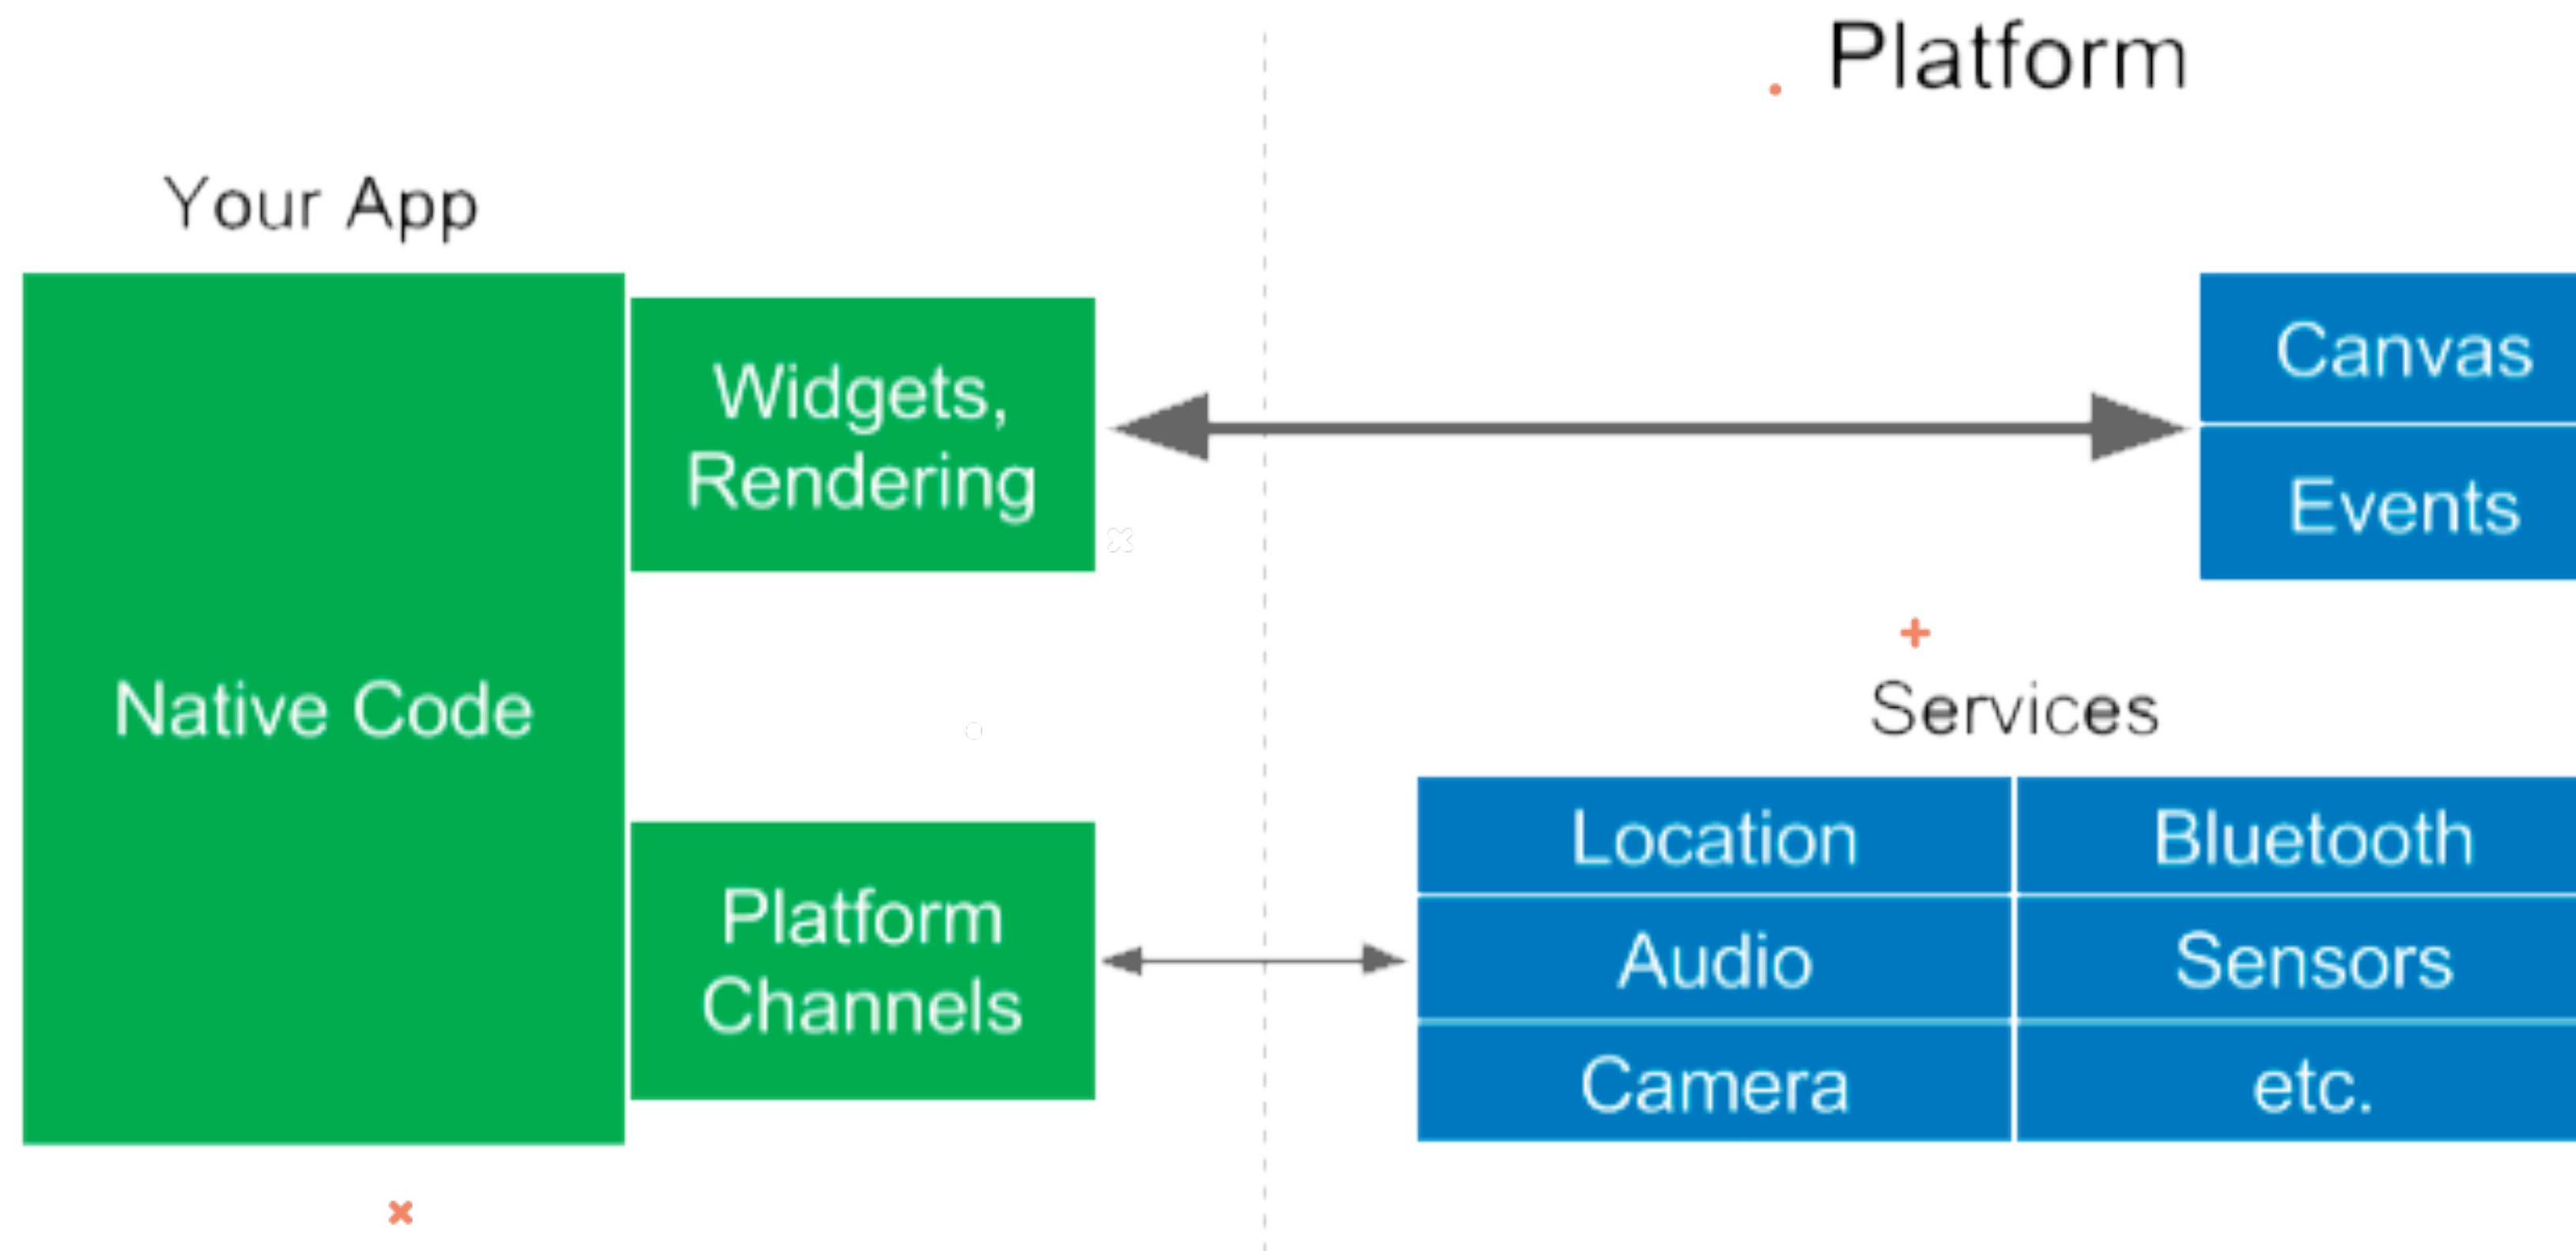 Platform
Your App
Widgets,
Rendering
Canvas
Events
Native Code
Services
Platform
Channels
Location
Bluetooth
Audio
Sensors
Camera
etc.